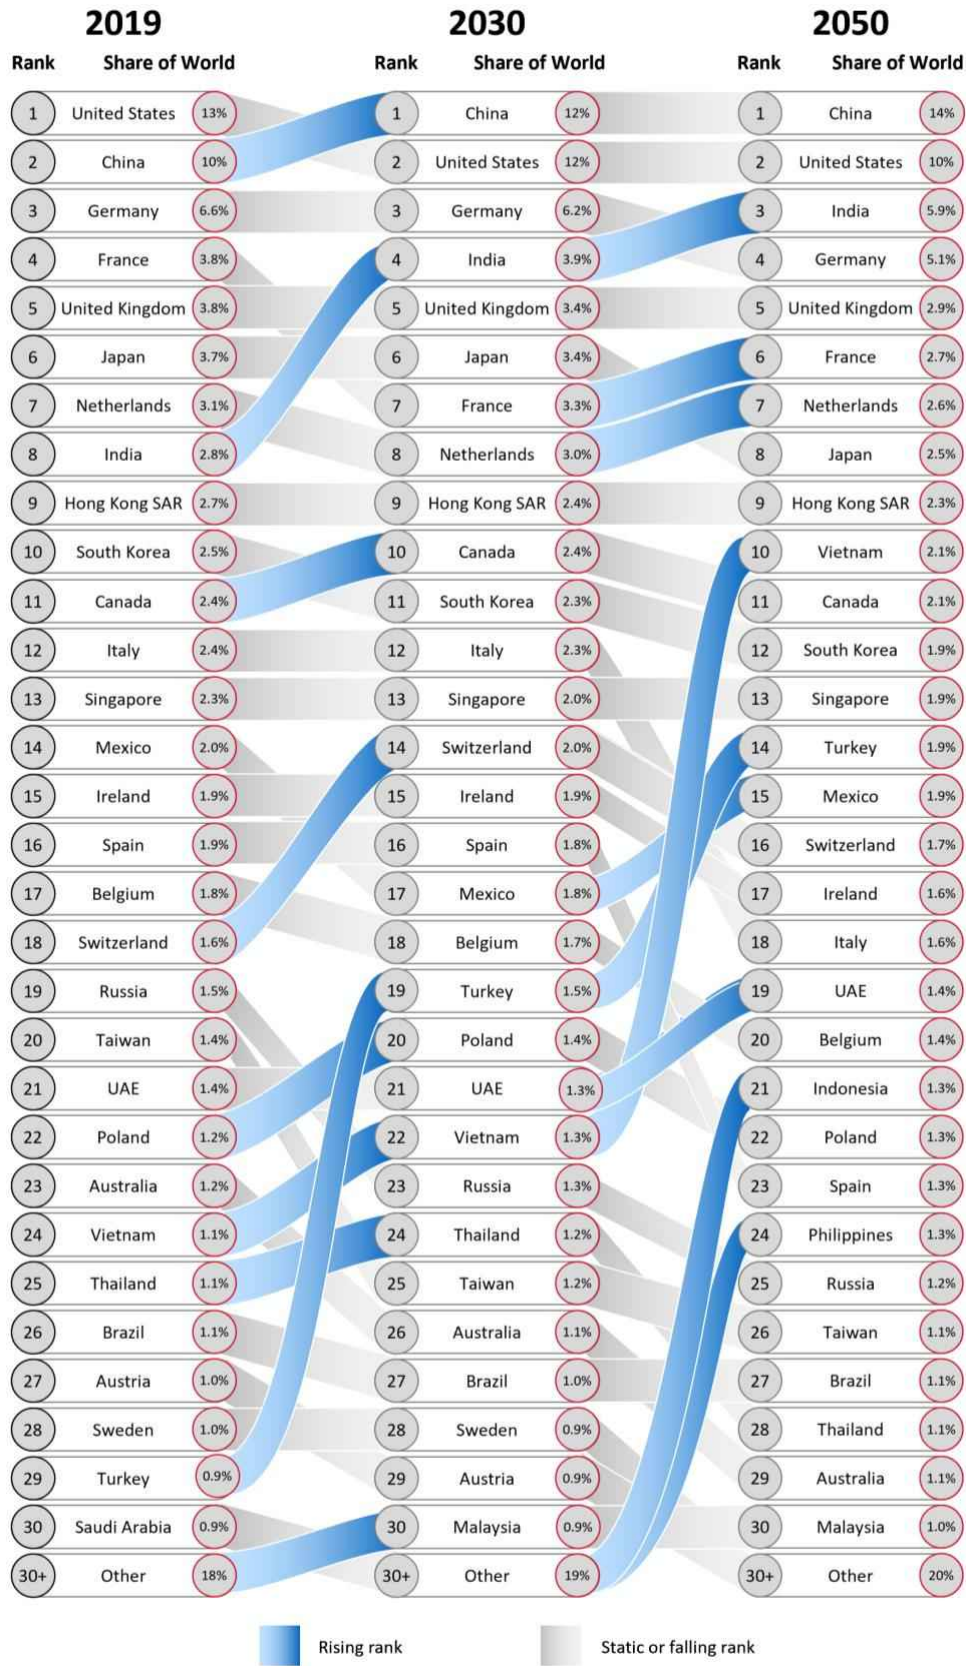 2019 2030 2050
Rank Share of World Rank Share of World Rank Share of World
1 United States 13% 1 China 12% 1 China 14%
2 China 10% 2 United States 12% 2 United States 10%
3 Germany 6.6% 3 Germany 6.2% 3 India 5.9%
4 France 3.8% 4 India 3.9% 4 Germany 5.1%
5 United Kingdom 3.8% 5 United Kingdom 3.4% 5 United Kingdom 2.9%
6 Japan 3.7% 6 Japan 3.4% 6 France 2.7%
7 Netherlands 3.1% 7 France 3.3% 7 Netherlands 2.6%
8 India 2.8% 8 Netherlands 3.0% 8 Japan 2.5%
9 Hong Kong SAR 2.7% 9 Hong Kong SAR 2.4% 9 Hong Kong SAR 2.3%
10 South Korea 2.5% 10 Canada 2.4% 10 Vietnam 2.1%
11 Canada 2.4% 11 South Korea 2.3% 11 Canada 2.1%
12 Italy 2.4% 12 Italy 2.3% 12 South Korea 1.9%
13 Singapore 2.3% 13 Singapore 2.0% 13 Singapore 1.9%
14 Mexico 2.0% 14 Switzerland 2.0% 14 Turkey 1.9%
15 Ireland 1.9% 15 Ireland 1.9% 15 Mexico 1.9%
16 Spain 1.9% 16 Spain 1.8% 16 Switzerland 1.7%
17 Belgium 1.8% 17 Mexico 1.8% 17 Ireland 1.6%
18 Switzerland 1.6% 18 Belgium 1.7% 18 Italy 1.6%
19 Russia 1.5% 19 Turkey 1.5% 19 UAE 1.4%
20 Taiwan 1.4% 20 Poland 1.4% 20 Belgium 1.4%
21 UAE 1.4% 21 UAE 1.3% 21 Indonesia 1.3%
22 Poland 1.2% 22 Vietnam 1.3% 22 Poland 1.3%
23 Australia 1.2% 23 Russia 1.3% 23 Spain 1.3%
24 Vietnam 1.1% 24 Thailand 1.2% 24 Philippines 1.3%
25 Thailand 1.1% 25 Taiwan 1.2% 25 Russia 1.2%
26 Brazil 1.1% 26 Australia 1.1% 26 Taiwan 1.1%
27 Austria 1.0% 27 Brazil 1.0% 27 Brazil 1.1%
28 Sweden 1.0% 28 Sweden 0.9% 28 Thailand 1.1%
29 Turkey 0.9% 29 Austria 0.9% 29 Australia 1.1%
30 Saudi Arabia 0.9% 30 Malaysia 0.9% 30 Malaysia 1.0%
30+ Other 18% 30+ Other 19% 30+ Other 20%
Rising rank Static or falling rank